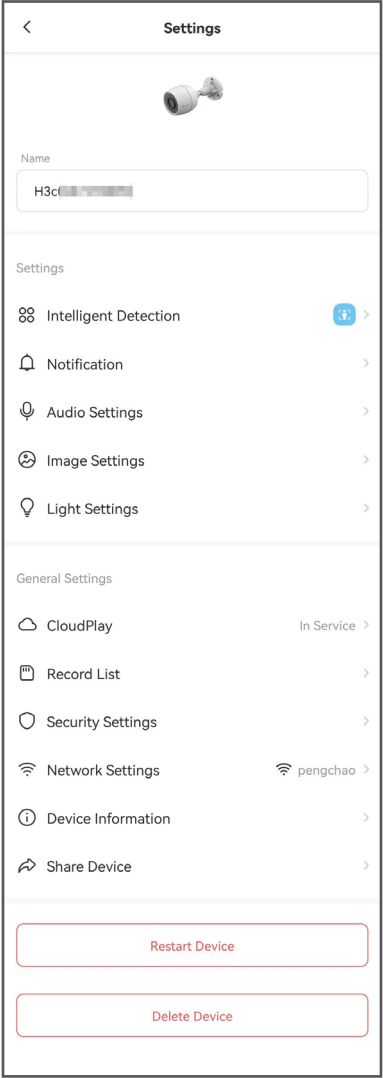 Settings
Name
Settings
Intelligent Detection
Notification
Audio Settings
Image Settings
Light Settings
General Settings
CloudPlay In Service
Record List
Security Settings
Network Settings pengchao
Device Information
Share Device
Restart Device
Delete Device